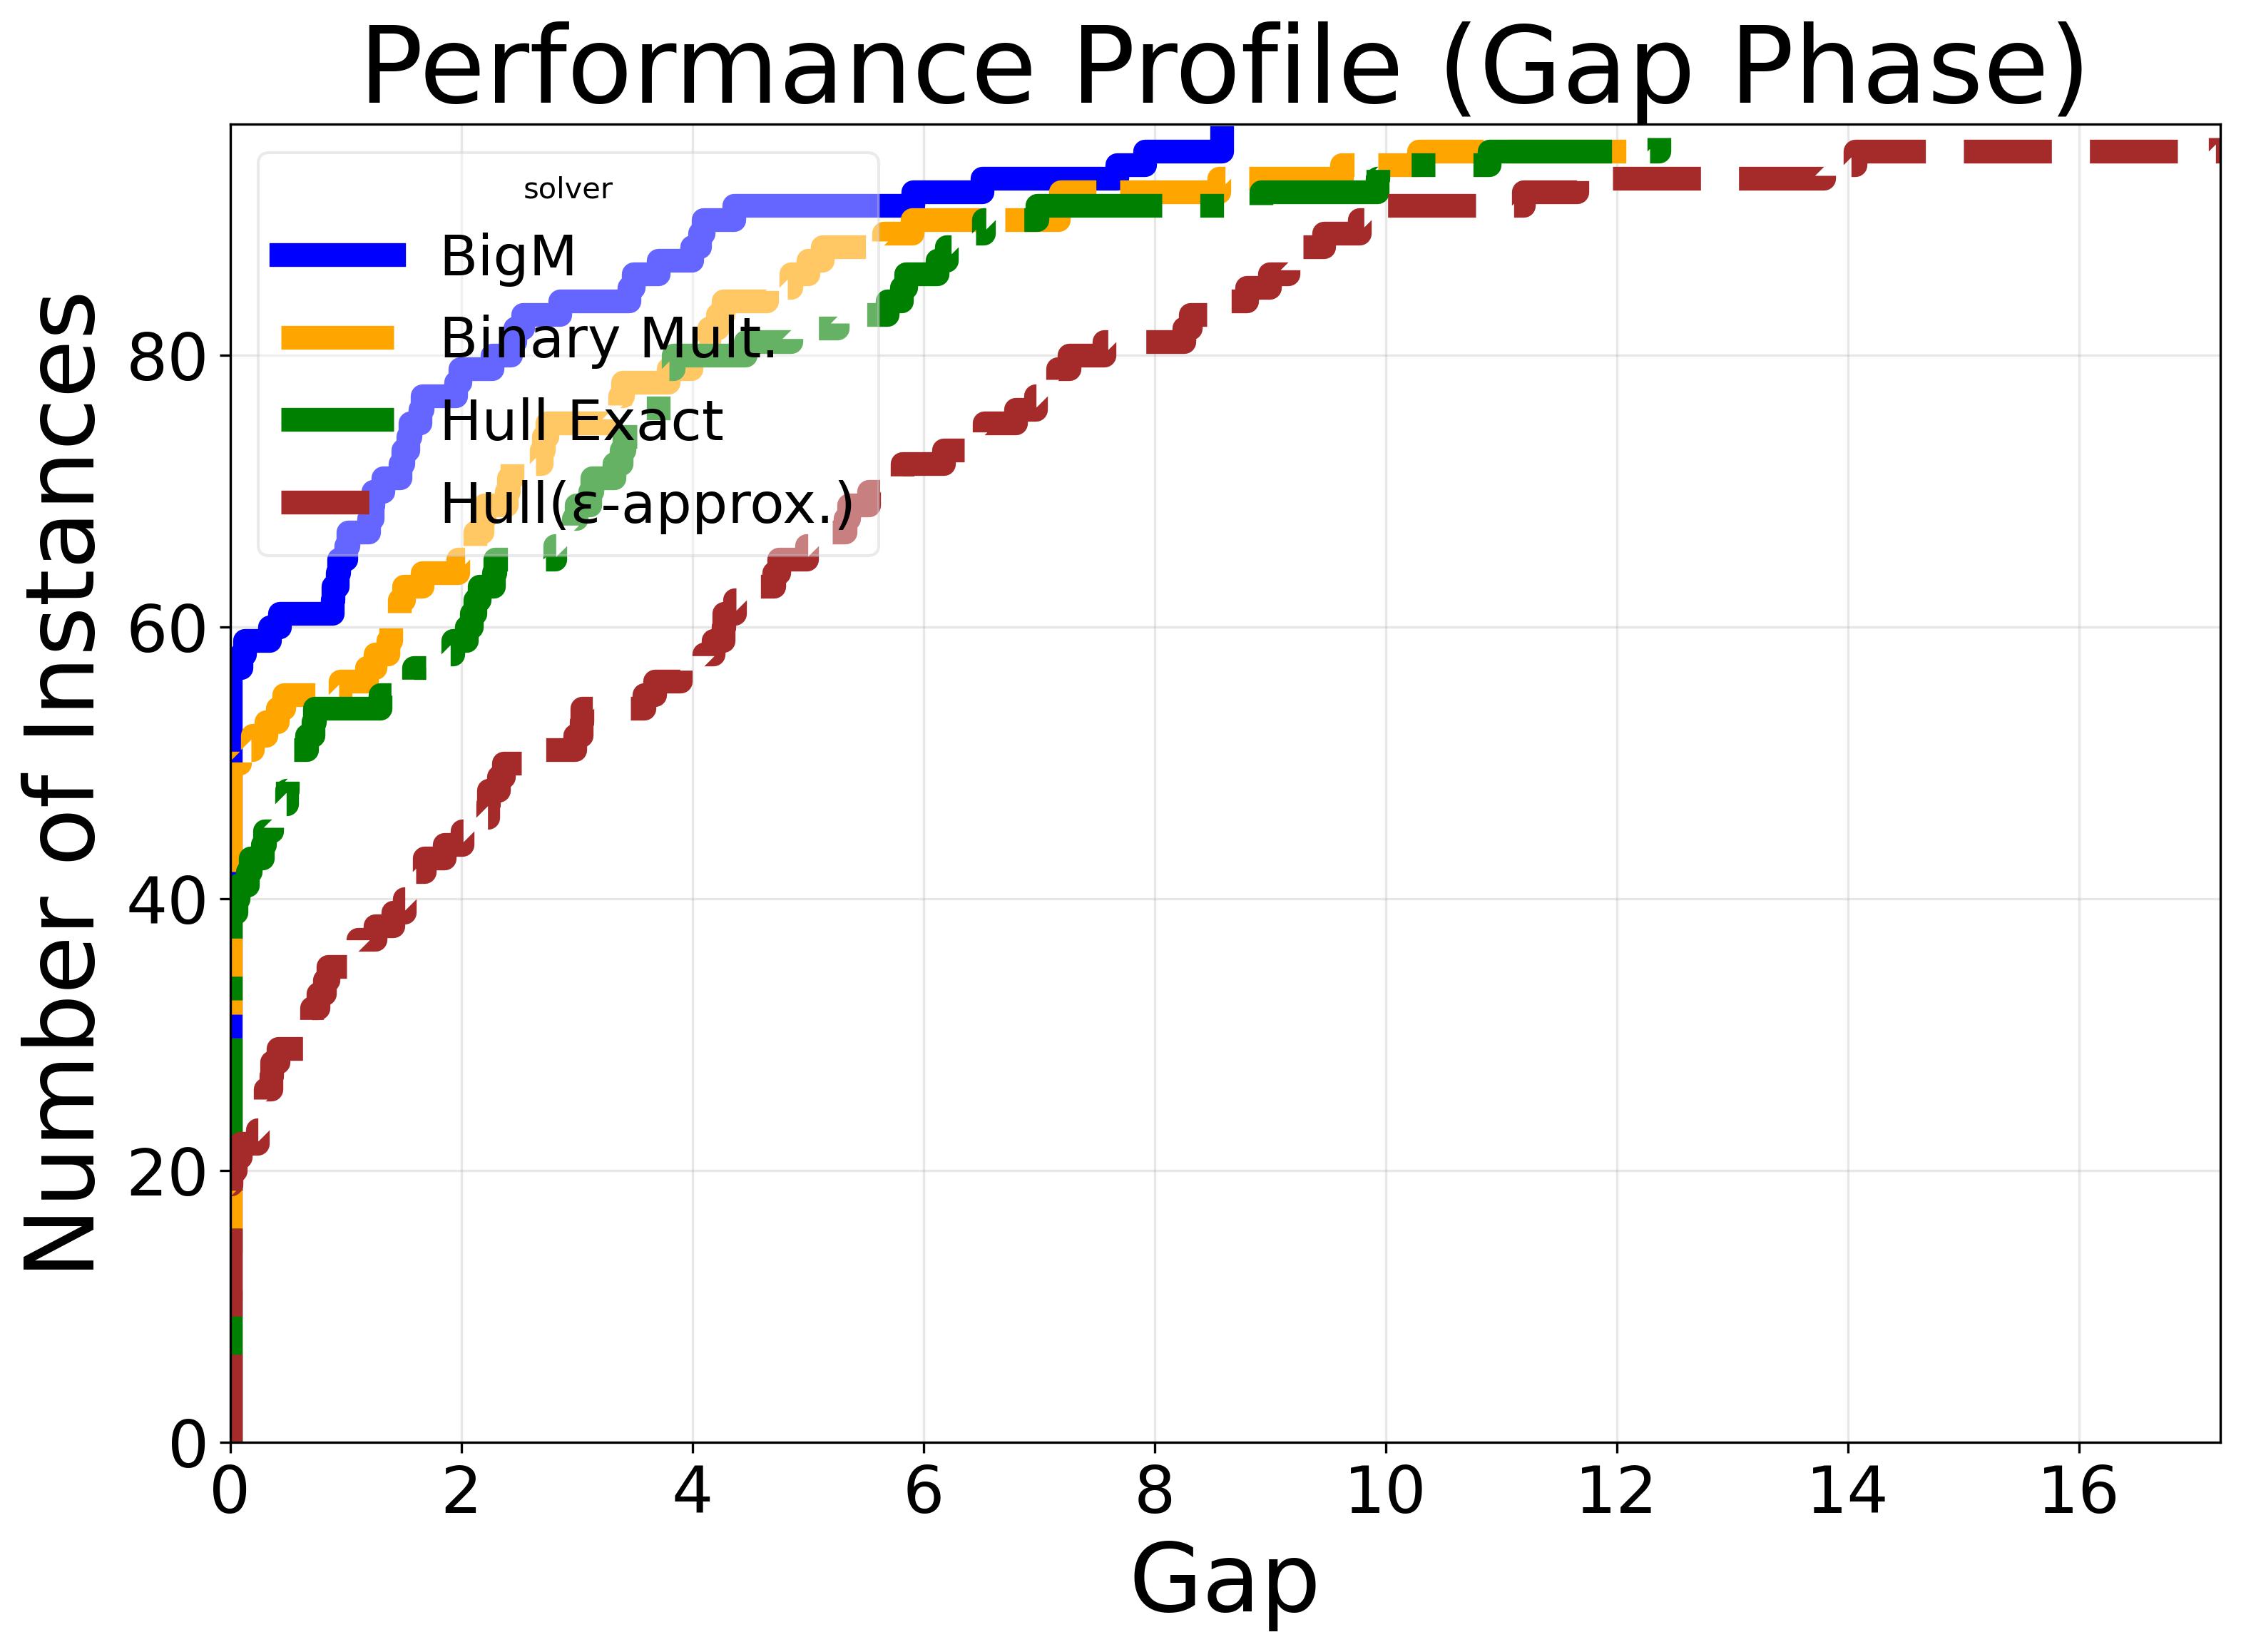 Performance Profile (Gap Phase)
solver
BigM
Binary Mult.
Hull Exact
Hull(ε-approx.)
Number of Instances
80
60
40
20
0
0 2 4 6 8 10 12 14 16
Gap